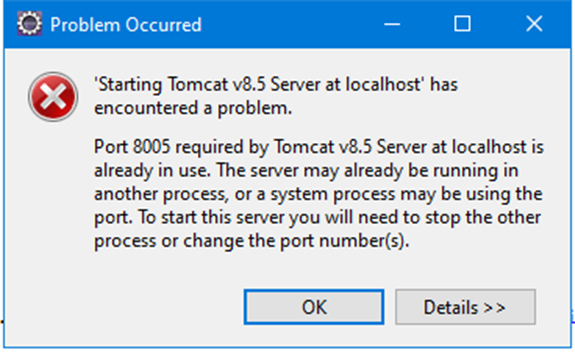 Problem Occurred
'Starting Tomcat v8.5 Server at localhost' has
encountered a problem.
Port 8005 required by Tomcat v8.5 Server at localhost is
already in use. The server may already be running in
another process, or a system process may be using the
port. To start this server you will need to stop the other
process or change the port number(s).
OK
Details >>